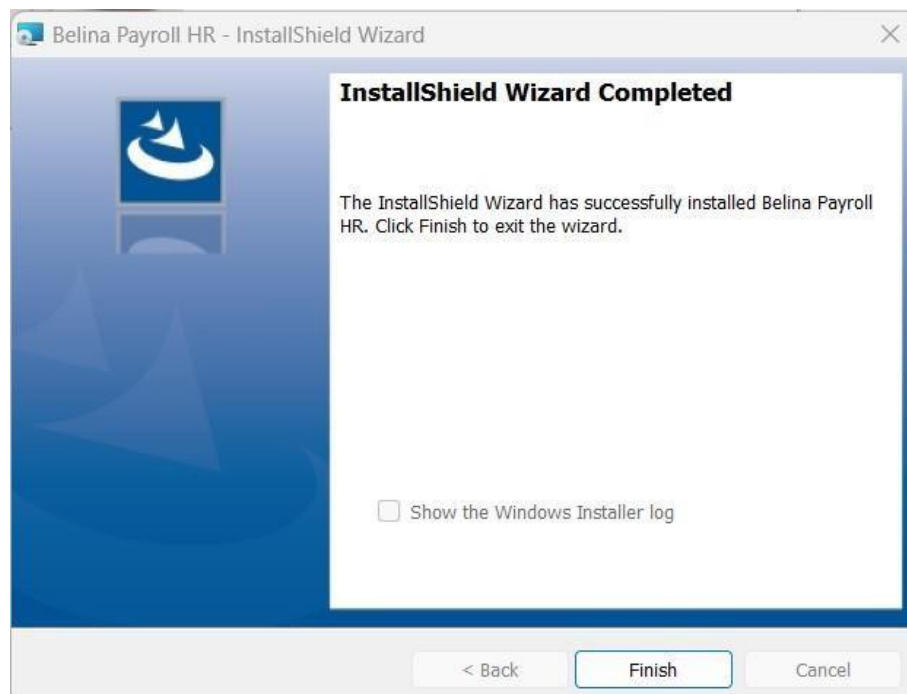 Belina Payroll HR - InstallShield Wizard
InstallShield Wizard Completed
The InstallShield Wizard has successfully installed Belina Payroll
HR. Click Finish to exit the wizard.
Show the Windows Installer log
< Back
Finish
Cancel